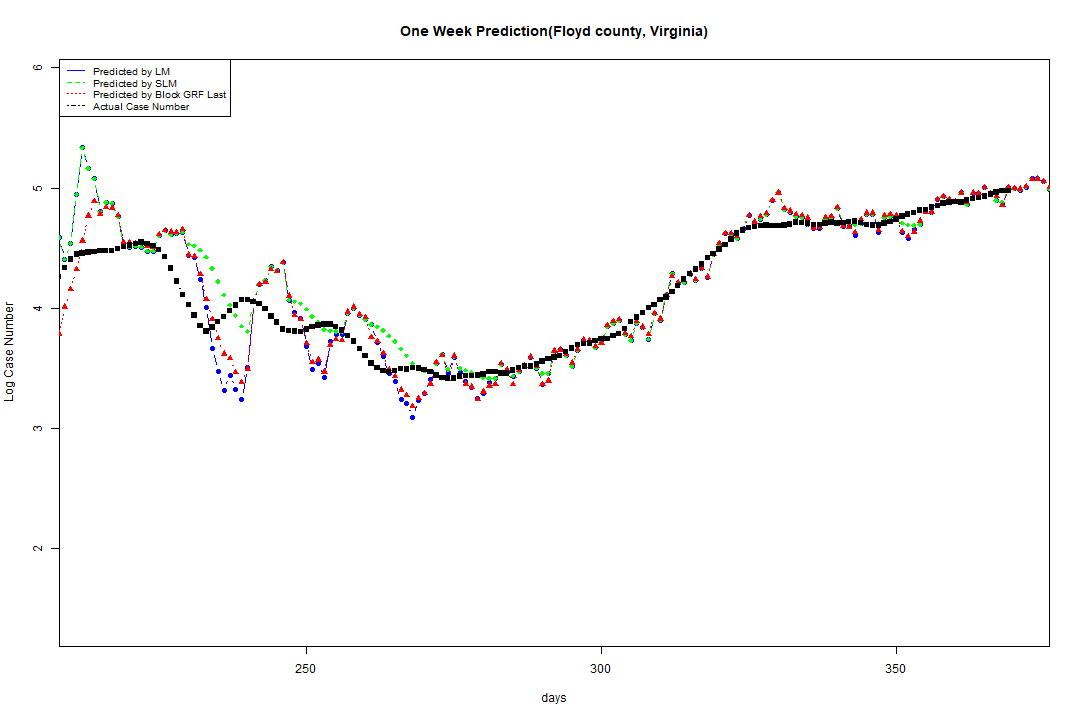 One Week Prediction(Floyd county, Virginia)
Predicted by LM
Predicted by SLM
Predicted by Block GRF Last
Actual Case Number
6
5
4
3
2
Log Case Number
250
300
350
days